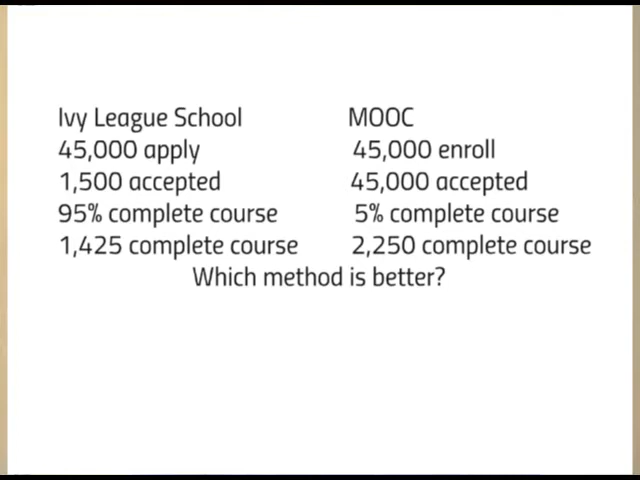 Ivy League School
45,000 apply
1,500 accepted
95% complete course
1,425 complete course
MOOC
45,000 enroll
45,000 accepted
5% complete course
2,250 complete course
Which method is better?